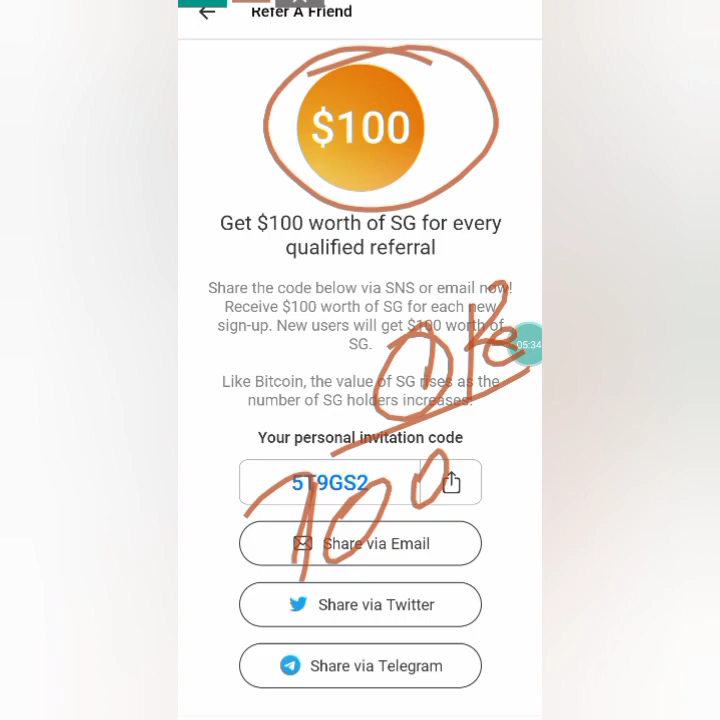 Refer A Friend
$100
Get $100 worth of SG for every
qualified referral
Share the code below via SNS or email now!
Receive $100 worth of SG for each new
sign-up. New users will get $100 worth of
SG.
Like Bitcoin, the value of SG rises as the
number of SG holders increases!
Your personal invitation code
5T9GS2
Share via Email
Share via Twitter
Share via Telegram
05:34
100